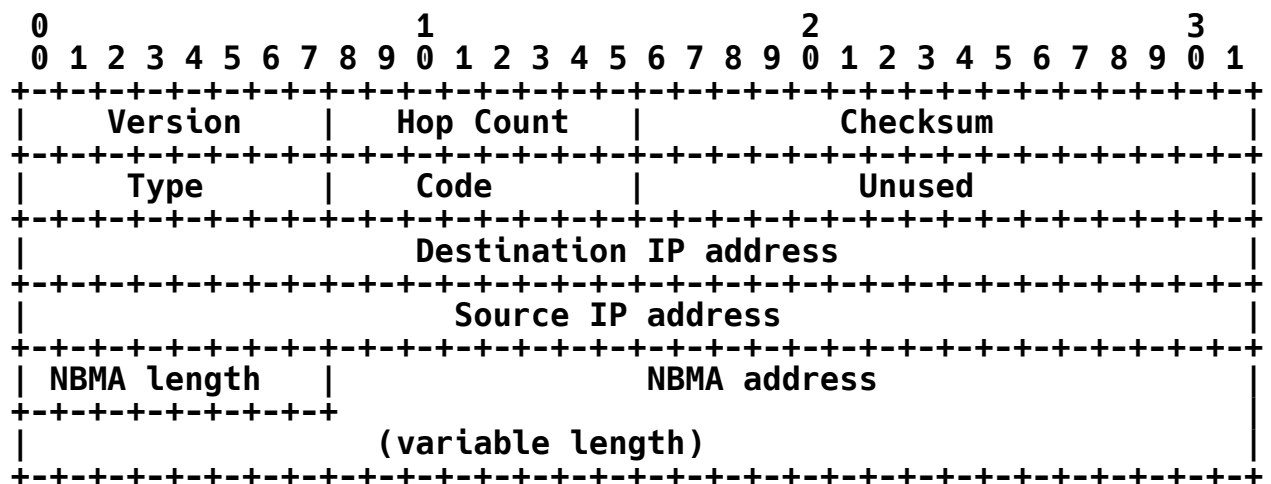 0                   1                   2                   3
 0 1 2 3 4 5 6 7 8 9 0 1 2 3 4 5 6 7 8 9 0 1 2 3 4 5 6 7 8 9 0 1
+-+-+-+-+-+-+-+-+-+-+-+-+-+-+-+-+-+-+-+-+-+-+-+-+-+-+-+-+-+-+-+-+
|    Version    |   Hop Count   |          Checksum             |
+-+-+-+-+-+-+-+-+-+-+-+-+-+-+-+-+-+-+-+-+-+-+-+-+-+-+-+-+-+-+-+-+
|     Type      |    Code       |           Unused              |
+-+-+-+-+-+-+-+-+-+-+-+-+-+-+-+-+-+-+-+-+-+-+-+-+-+-+-+-+-+-+-+-+
|                    Destination IP address                     |
+-+-+-+-+-+-+-+-+-+-+-+-+-+-+-+-+-+-+-+-+-+-+-+-+-+-+-+-+-+-+-+-+
|                      Source IP address                        |
+-+-+-+-+-+-+-+-+-+-+-+-+-+-+-+-+-+-+-+-+-+-+-+-+-+-+-+-+-+-+-+-+
| NBMA length   |                NBMA address                   |
+-+-+-+-+-+-+-+-+                                               |
|                  (variable length)                            |
+-+-+-+-+-+-+-+-+-+-+-+-+-+-+-+-+-+-+-+-+-+-+-+-+-+-+-+-+-+-+-+-+